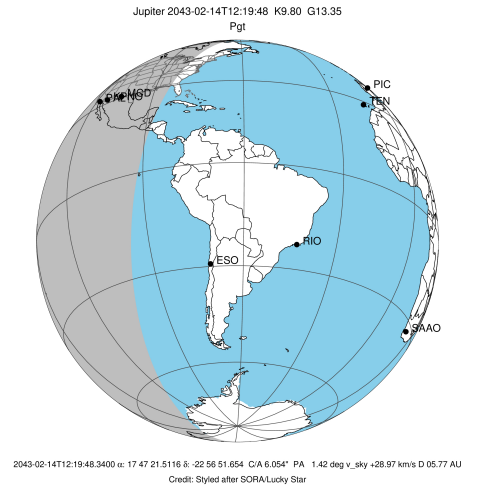 Jupiter 2043-02-14T12:19:48 K9.80 G13.35
Pgt
PIC
TEN
MCD
RIO
ESO
SAAO
2043-02-14T12:19:48.3400 α: 17 47 21.5116 δ: -22 56 51.654 C/A 6.054" PA 1.42 deg v_sky +28.97 km/s D 05.77 AU
Credit: Styled after SORA/Lucky Star